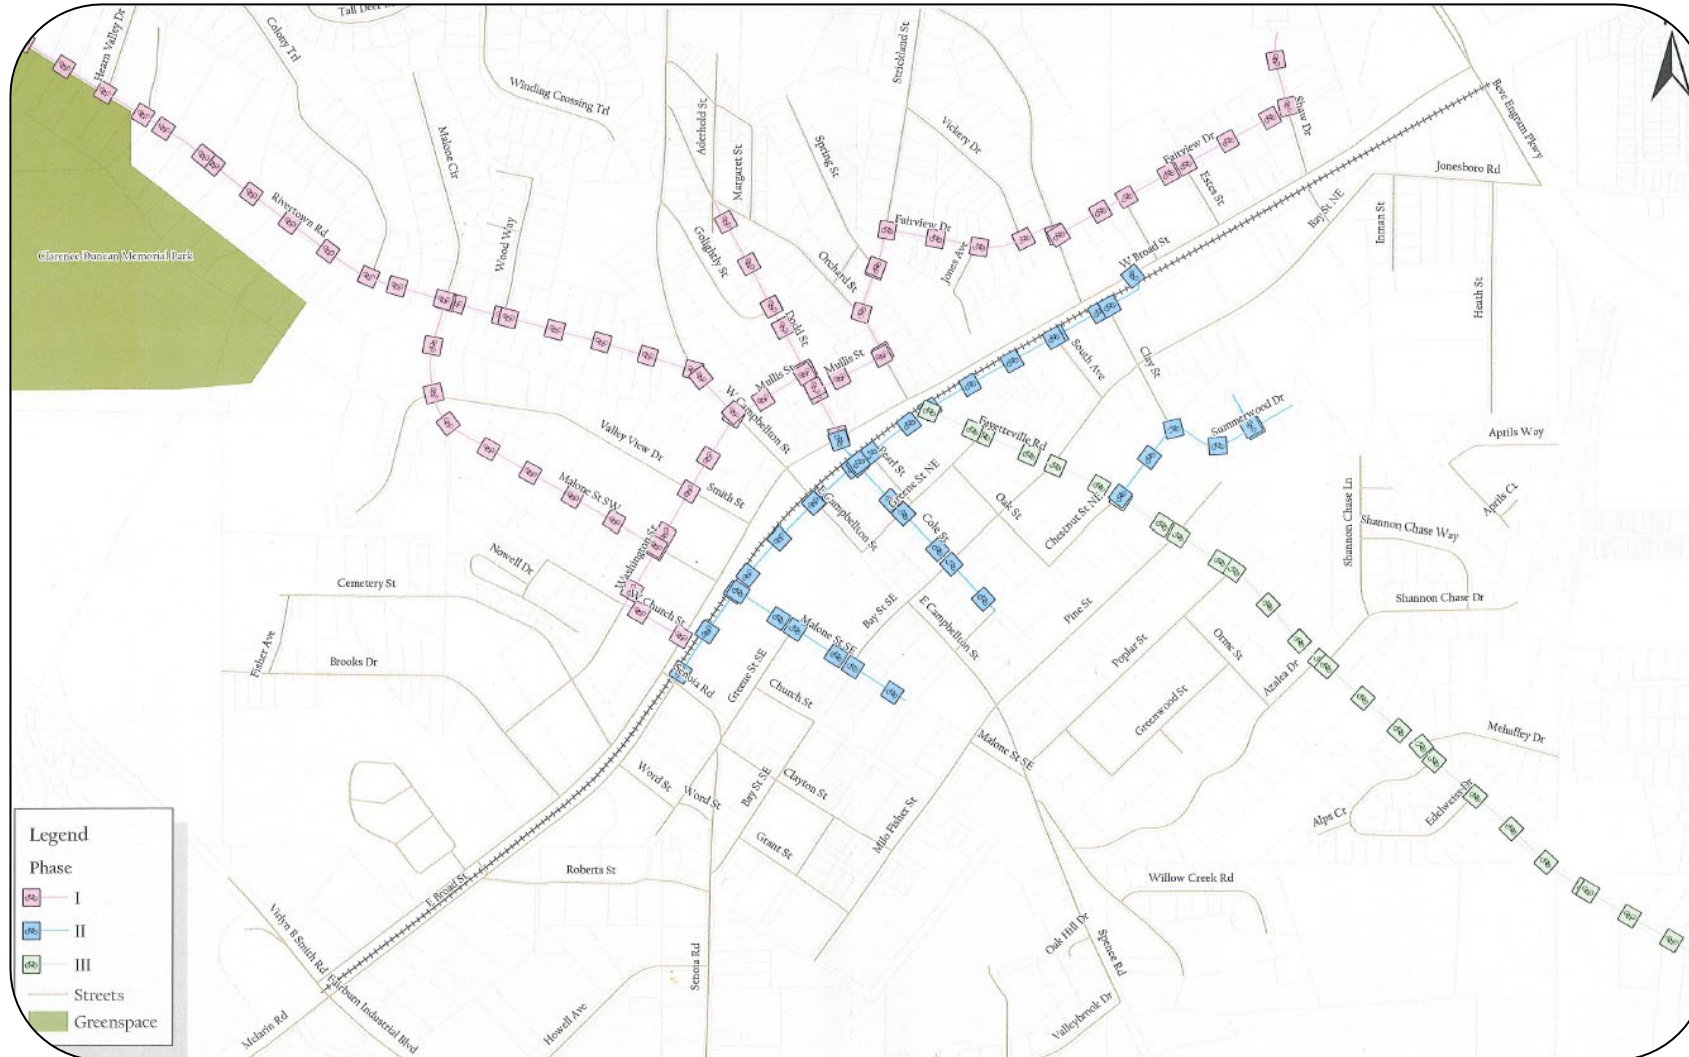 Hearn Valley Dr
Colony Trl
Winding Crossing Trl
Malone Cir
Aderhold St
Margaret St
Spring St
Strickland St
Vickery Dr
Fairview Dr
Shaw Dr
Estes St
Bays St NE
Beve Engram Pkwy
Jonesboro Rd
Inman St
Heath St
Rivertown Rd
Clarence Duncan Memorial Park
Wood Way
Golightly St
Orchard St
Fairview Dr
Jones Ave
W Broad St
Dodd St
Mullis St
Mullis St
W Campbellton St
South Ave
Clay St
Summerwood Dr
Aprils Way
Aprils Ct
Valley View Dr
Smith St
Malone St SW
Washington St
Pearl St
Greene St NE
Fayetteville Rd
Oak St
Chestnut St NE
Cole St
E Campbellton St
Shannon Chase Ln
Shannon Chase Way
Shannon Chase Dr
Nowell Dr
Cemetery St
W Church St
Fisher Ave
Brooks Dr
Senoia Rd
Malone St SE
Greene St SE
Church St
Bay St SE
E Campbellton St
Pine St
Poplar St
Orme St
Azalea Dr
Greenwood St
Malone St SE
Mehaffey Dr
Edelweiss Dr
Alps Ct
Word St
Word St
Bay St SE
Clayton St
Grant St
Milo Fisher St
Roberts St
E Broad St
Willow Creek Rd
Oak Hill Dr
Spence Rd
Valleybrook Dr
Senoia Rd
Howell Ave
Virlyn B Smith Rd
Fairburn Industrial Blvd
Mclarin Rd
Legend
Phase
I
II
III
Streets
Greenspace